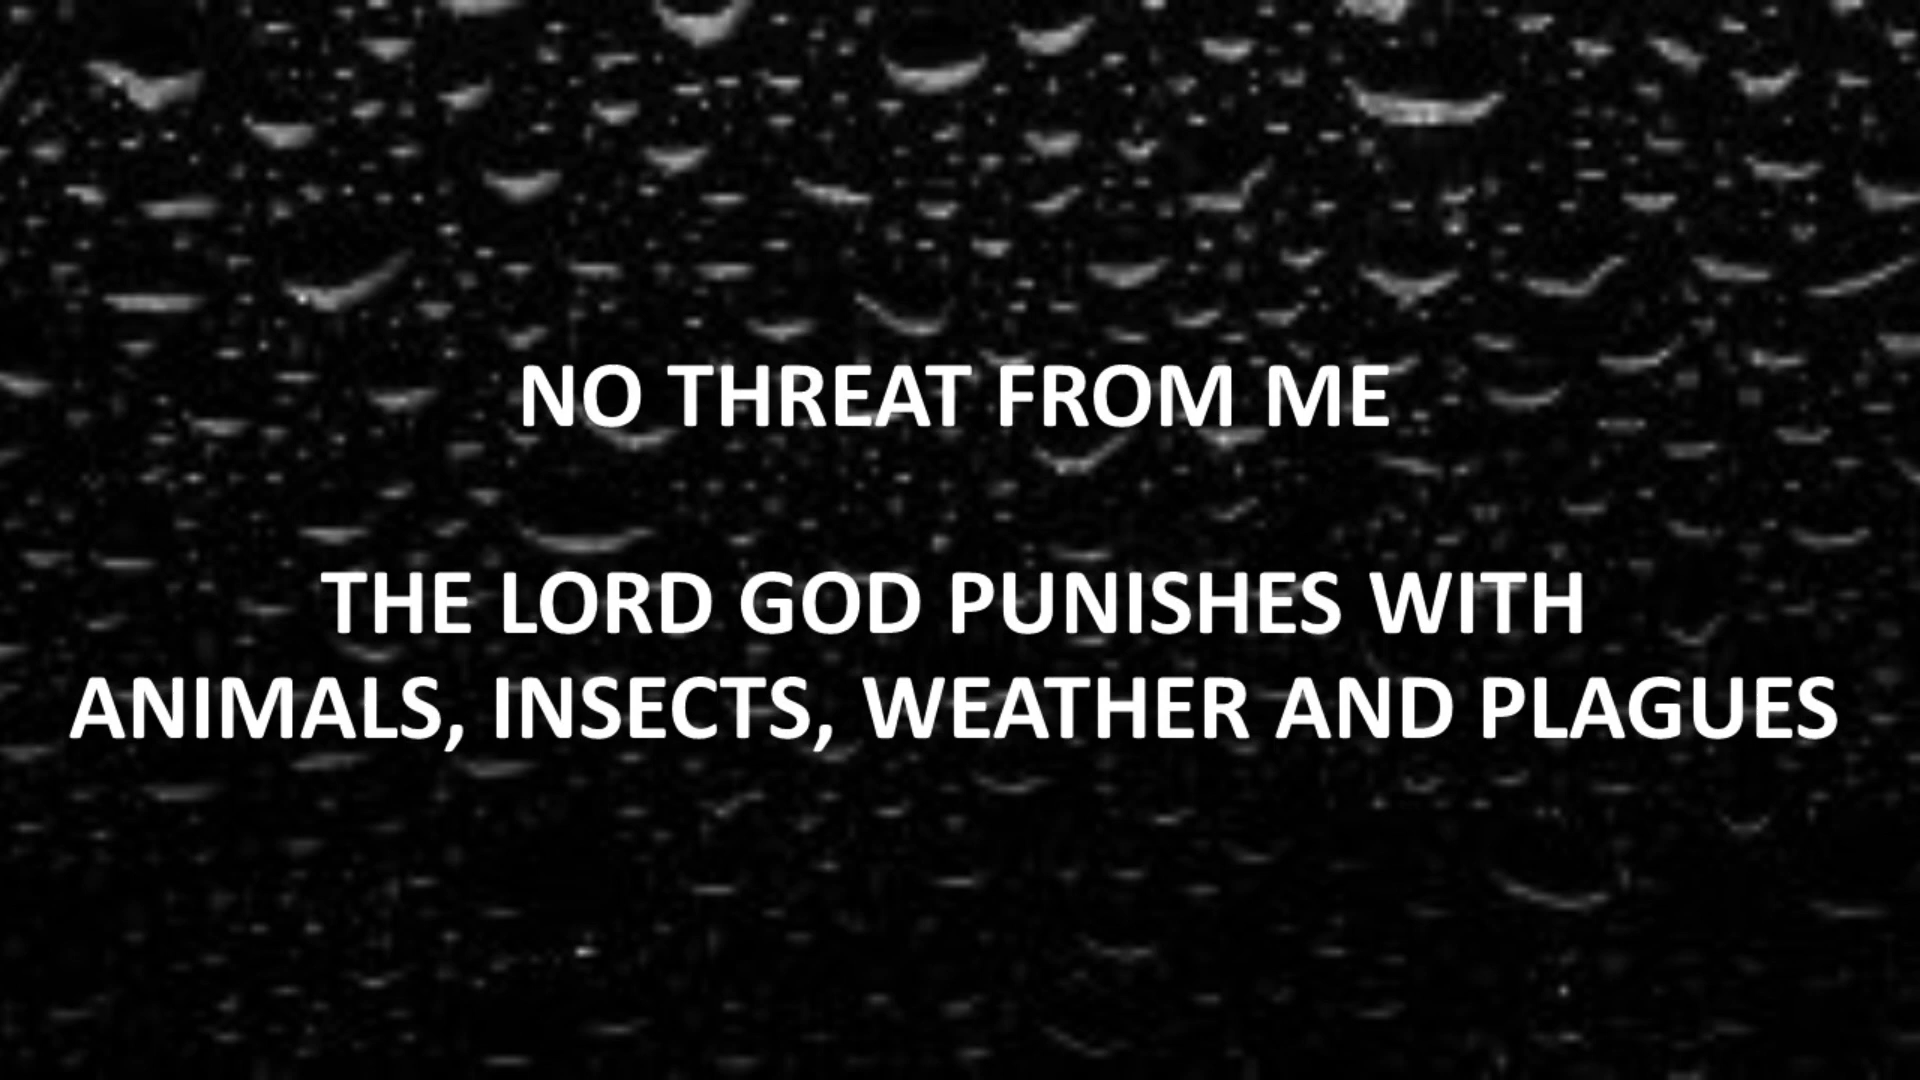 NO THREAT FROM ME
THE LORD GOD PUNISHES WITH
ANIMALS, INSECTS, WEATHER AND PLAGUES